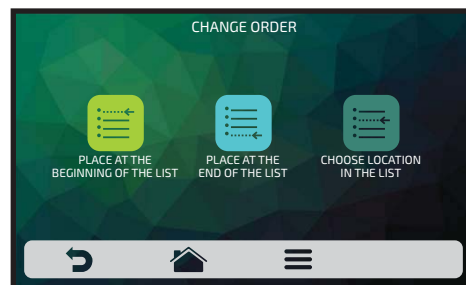 CHANGE ORDER
PLACE AT THE
BEGINNING OF THE LIST
PLACE AT THE
END OF THE LIST
CHOOSE LOCATION
IN THE LIST